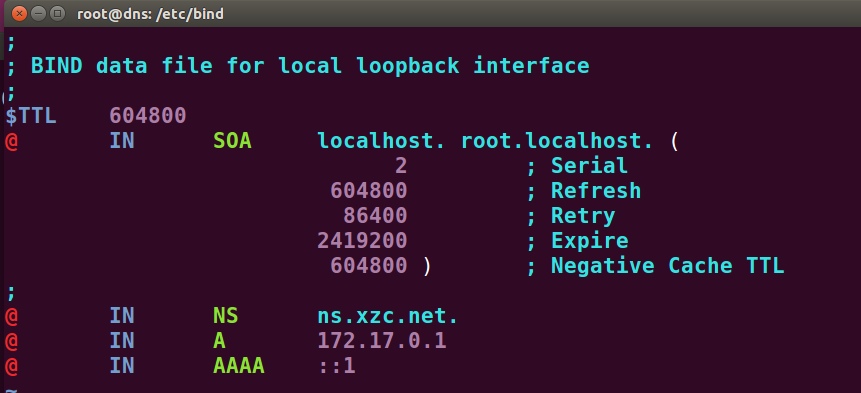 root@dns: /etc/bind
;
; BIND data file for local loopback interface
;
$TTL    604800
@       IN      SOA     localhost. root.localhost. (
                              2         ; Serial
                         604800         ; Refresh
                          86400         ; Retry
                        2419200         ; Expire
                         604800 )       ; Negative Cache TTL
;
@       IN      NS      ns.xzc.net.
@       IN      A       172.17.0.1
@       IN      AAAA    ::1
~